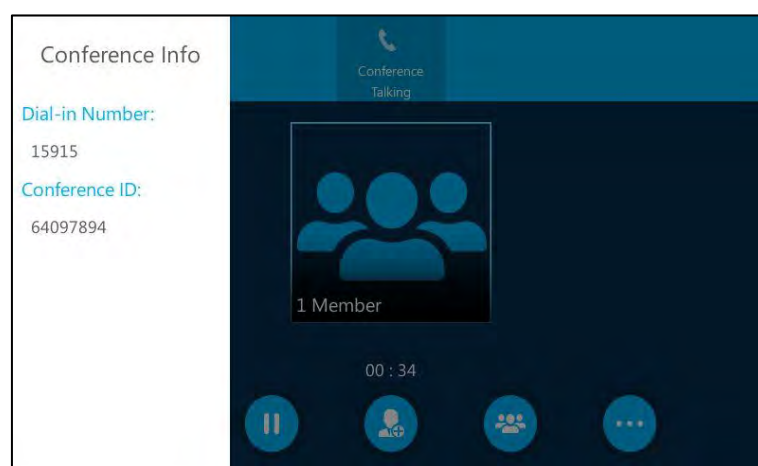 Conference Info
Dial-in Number:
15915
Conference ID:
64097894
Conference
Talking
1 Member
00 : 34